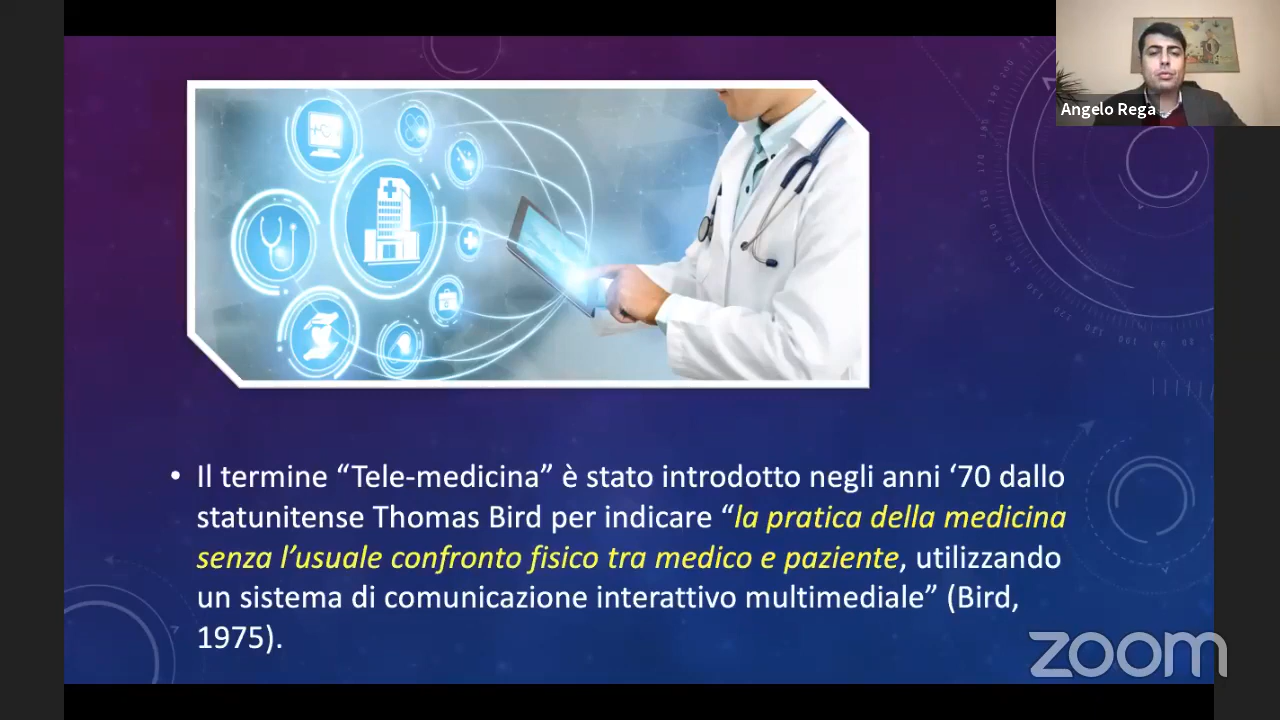 Angelo Rega
• Il termine “Tele-medicina” è stato introdotto negli anni ‘70 dallo
statunitense Thomas Bird per indicare “la pratica della medicina
senza l’usuale confronto fisico tra medico e paziente, utilizzando
un sistema di comunicazione interattivo multimediale” (Bird,
1975).
zoom